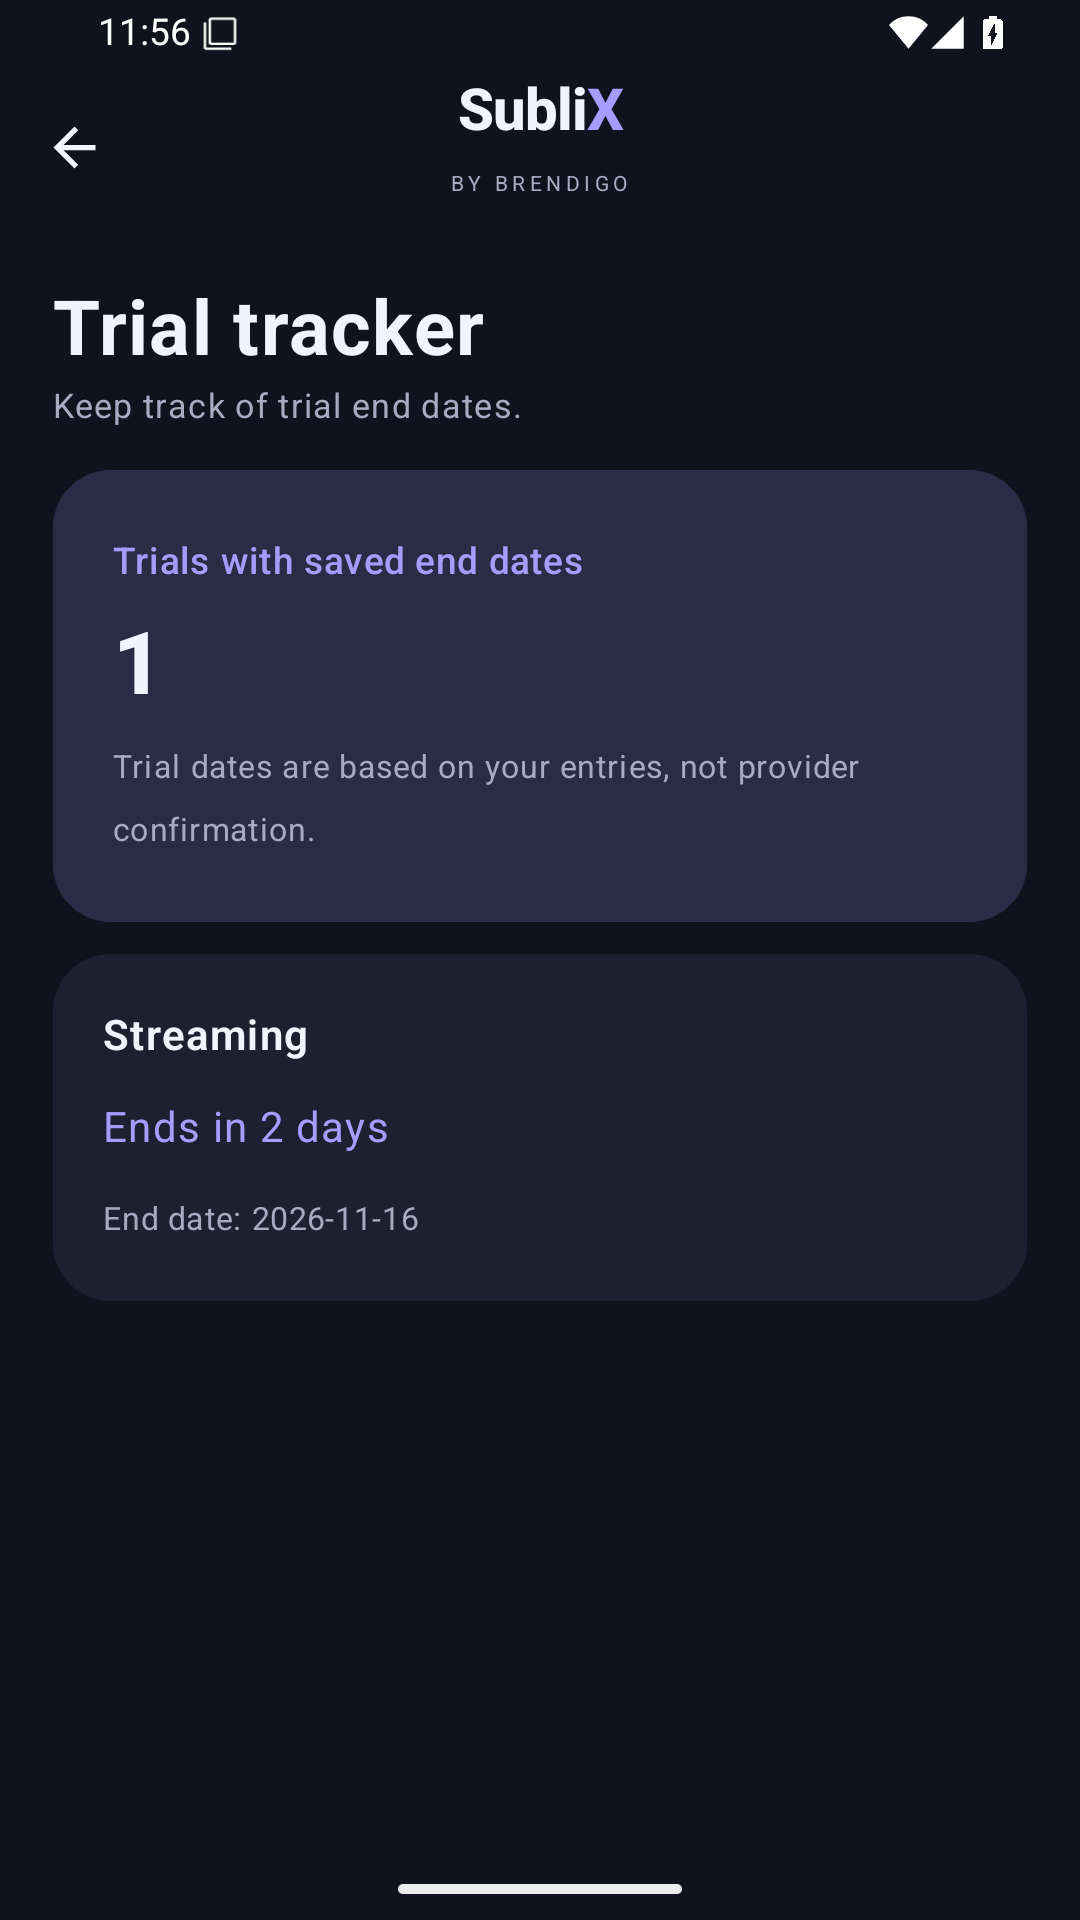 11:56
SubliX
BY BRENDIGO
Trial tracker
Keep track of trial end dates.
Trials with saved end dates
1
Trial dates are based on your entries, not provider
confirmation.
Streaming
Ends in 2 days
End date: 2026-11-16